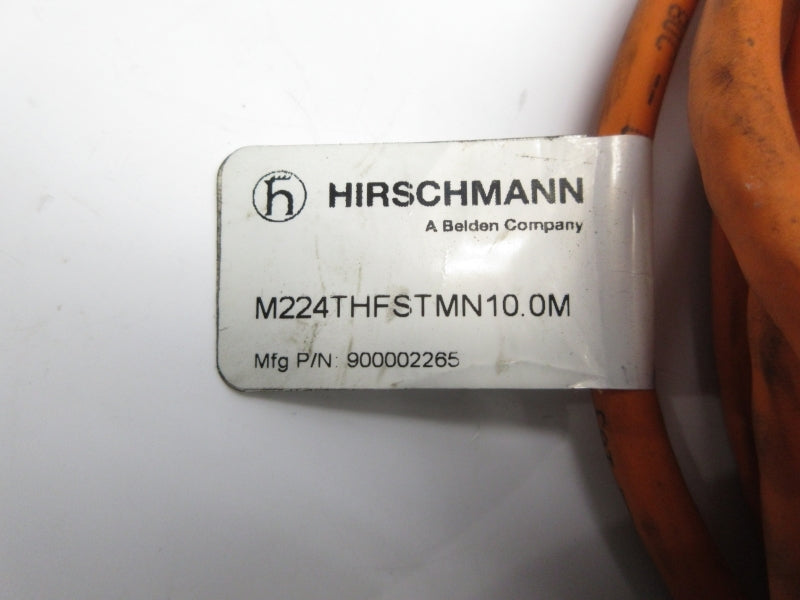 HIRSCHMANN
A Belden Company
M224THFSTMN10.0M
Mfg P/N: 900002265